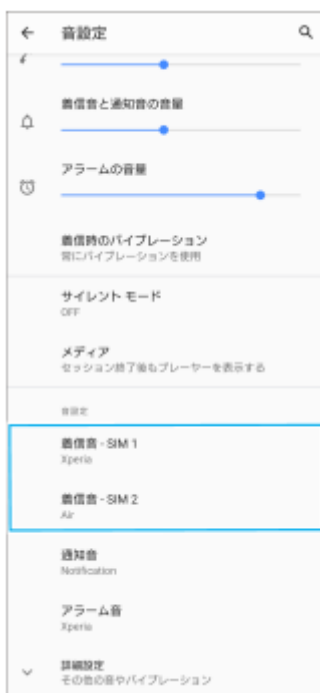 音設定
着信音と通知音の音量
アラームの音量
着信時のバイブレーション
常にバイブレーションを使用
サイレント モード
OFF
メディア
セッション終了後もプレーヤーを表示する
音設定
着信音 - SIM 1
Xperia
着信音 - SIM 2
Air
通知音
Notification
アラーム音
Xperia
詳細設定
その他の音やバイブレーション